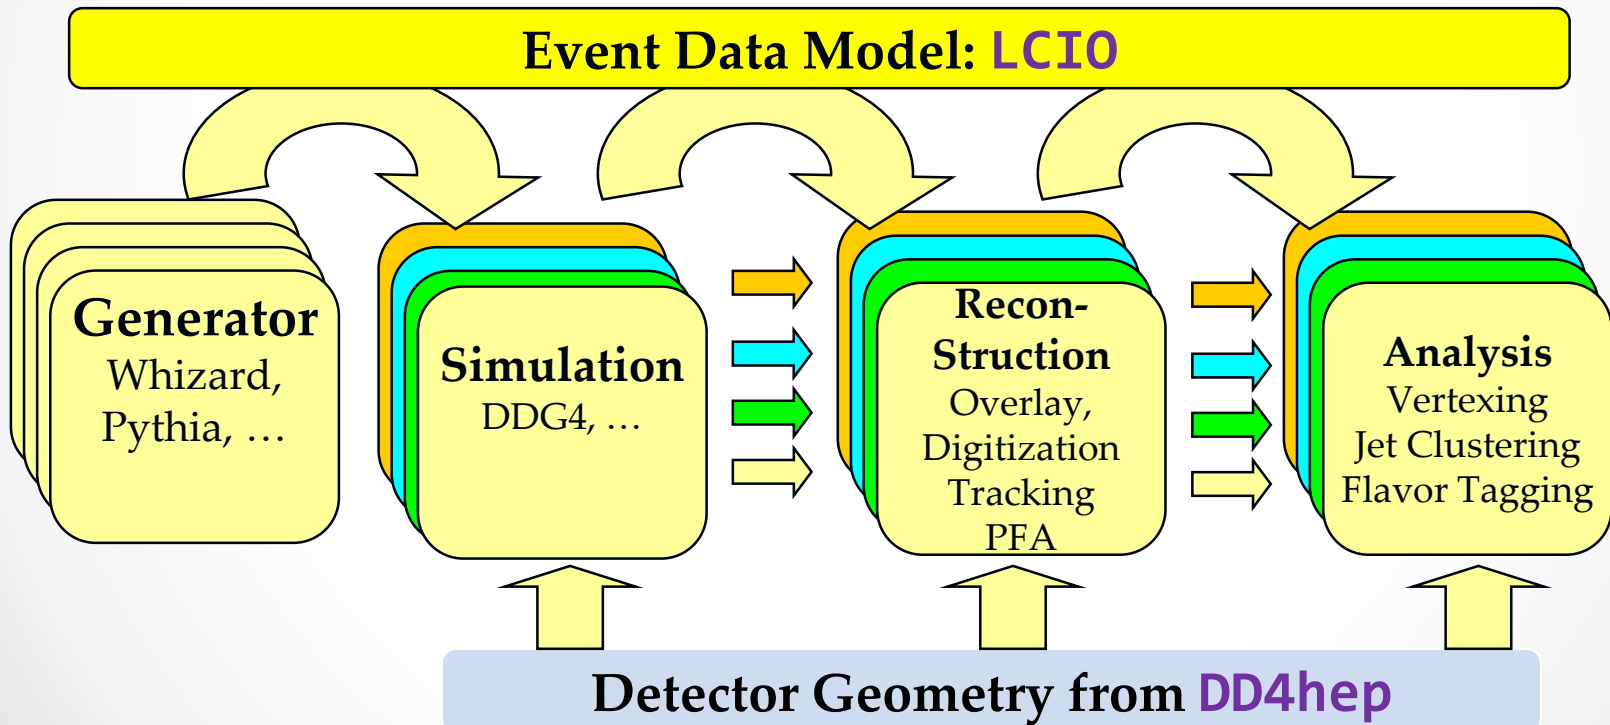 Event Data Model: LCIO
Generator
Whizard,
Pythia, …
Simulation
DDG4, …
Recon-
Struction
Overlay,
Digitization
Tracking
PFA
Analysis
Vertexing
Jet Clustering
Flavor Tagging
Detector Geometry from DD4hep